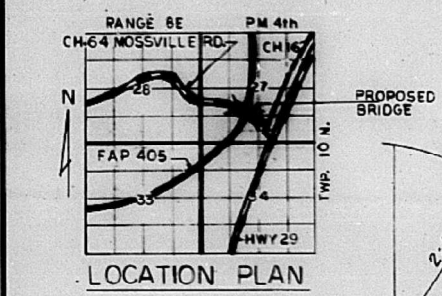 RANGE 8E PM 4th
CH 64 MOSSVILLE RD.
CH 16
N
28
27
PROPOSED
BRIDGE
FAP 405
TWP. 10 N.
33
34
HWY 29
LOCATION PLAN